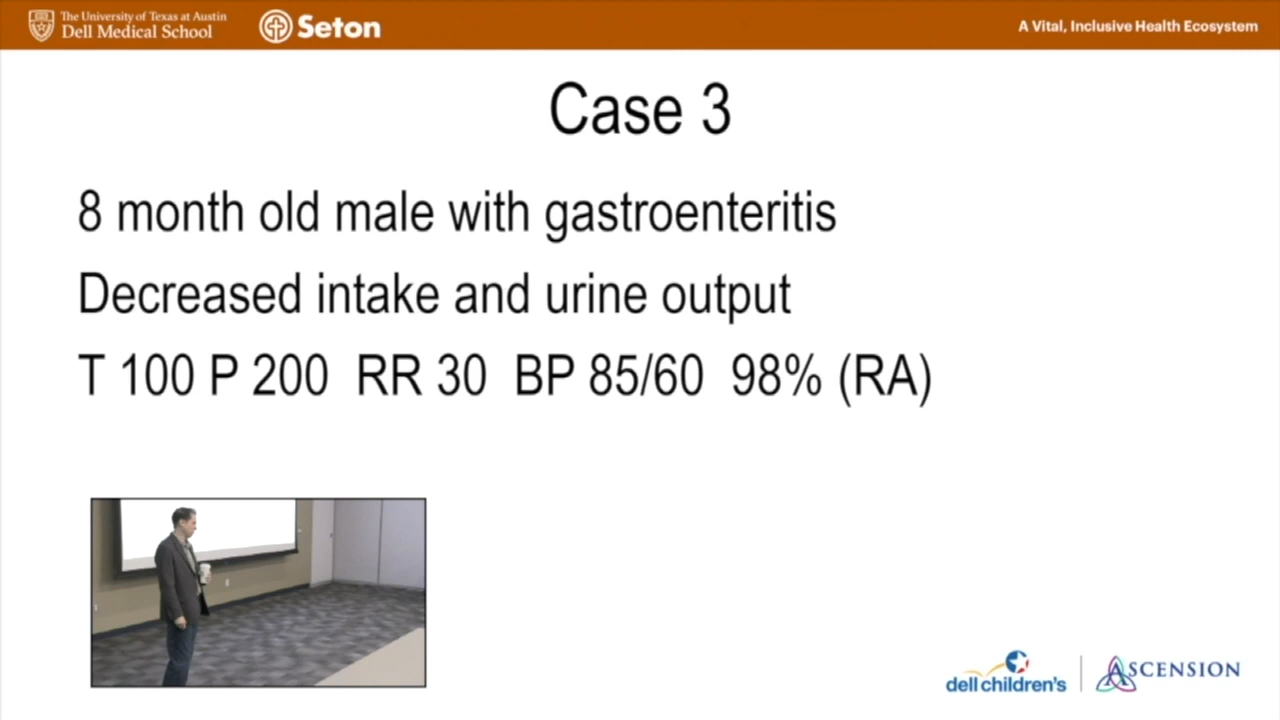 The University of Texas at Austin
Dell Medical School
Seton
A Vital, Inclusive Health Ecosystem
Case 3
8 month old male with gastroenteritis
Decreased intake and urine output
T 100 P 200 RR 30 BP 85/60 98% (RA)
dell children's
ASCENSION